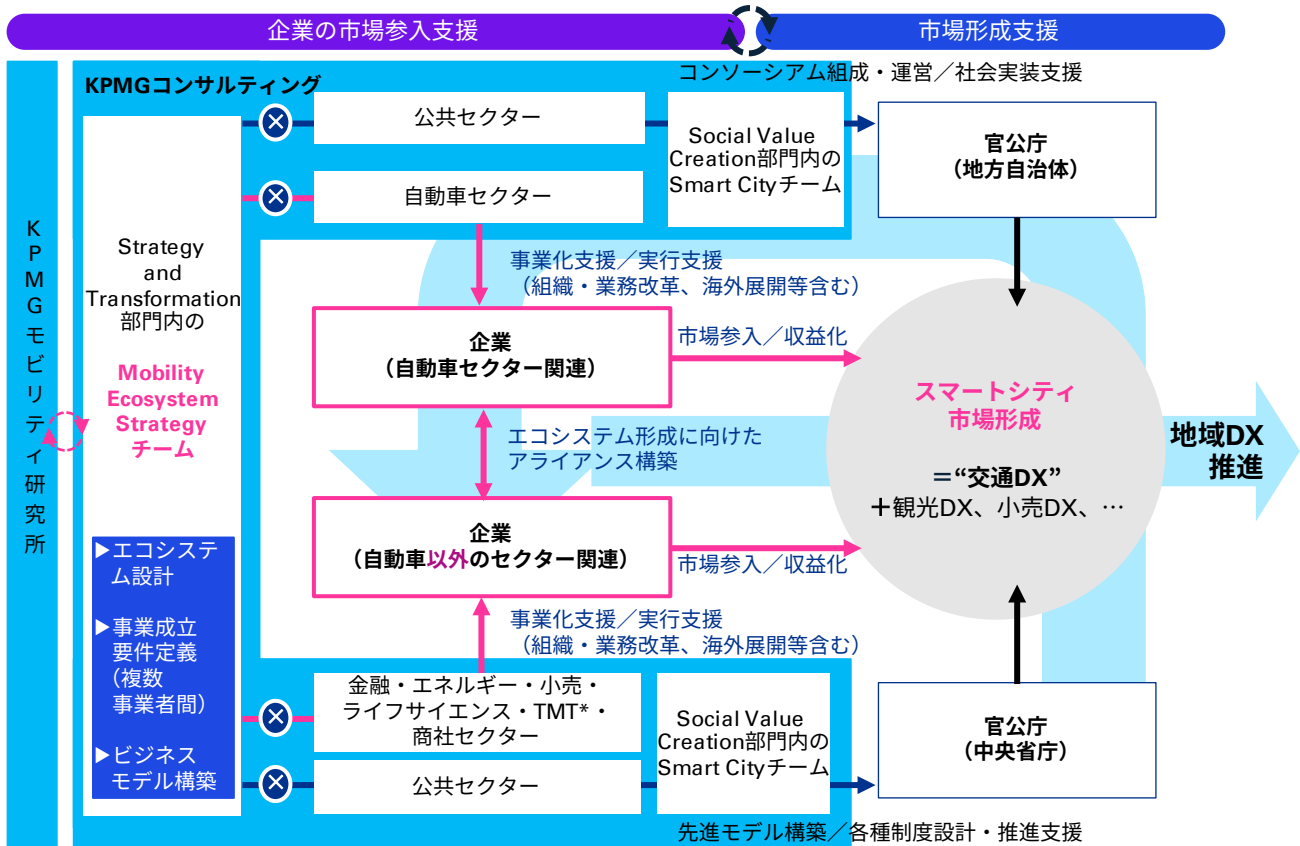 企業の市場参入支援
市場形成支援
KPMGモビリティ研究所
KPMGコンサルティング
コンソーシアム組成・運営／社会実装支援
Strategy
and
Transformation
部門内の
Mobility
Ecosystem
Strategy
チーム
▶エコシステ
ム設計
▶事業成立
要件定義
（複数
事業者間）
▶ビジネス
モデル構築
公共セクター
自動車セクター
Social Value
Creation部門内の
Smart Cityチーム
官公庁
（地方自治体）
事業化支援／実行支援
（組織・業務改革、海外展開等含む）
企業
（自動車セクター関連）
市場参入／収益化
エコシステム形成に向けた
アライアンス構築
企業
（自動車以外のセクター関連）
市場参入／収益化
事業化支援／実行支援
（組織・業務改革、海外展開等含む）
スマートシティ
市場形成
＝“交通DX”
＋観光DX、小売DX、…
地域DX
推進
金融・エネルギー・小売・
ライフサイエンス・TMT*・
商社セクター
公共セクター
Social Value
Creation部門内の
Smart Cityチーム
官公庁
（中央省庁）
先進モデル構築／各種制度設計・推進支援